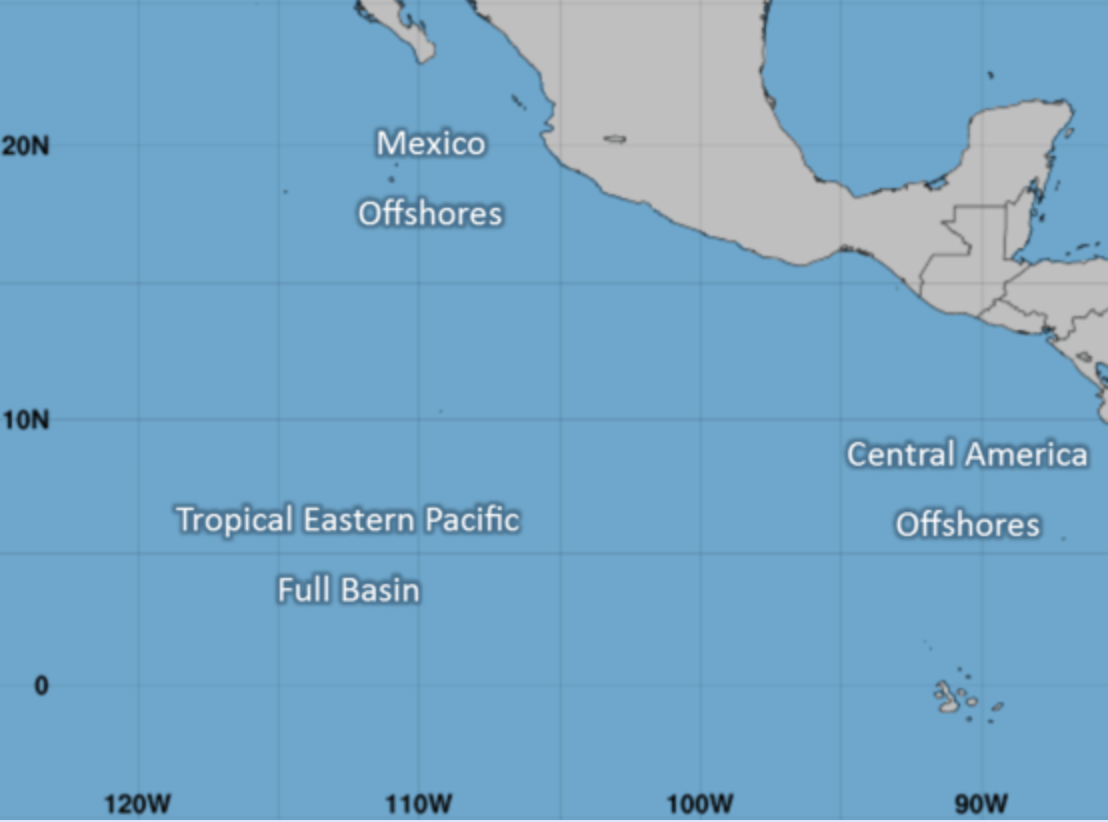 20N
Mexico
Offshores
10N
Central America
Offshores
Tropical Eastern Pacific
Full Basin
0
120W 110W 100W 90W